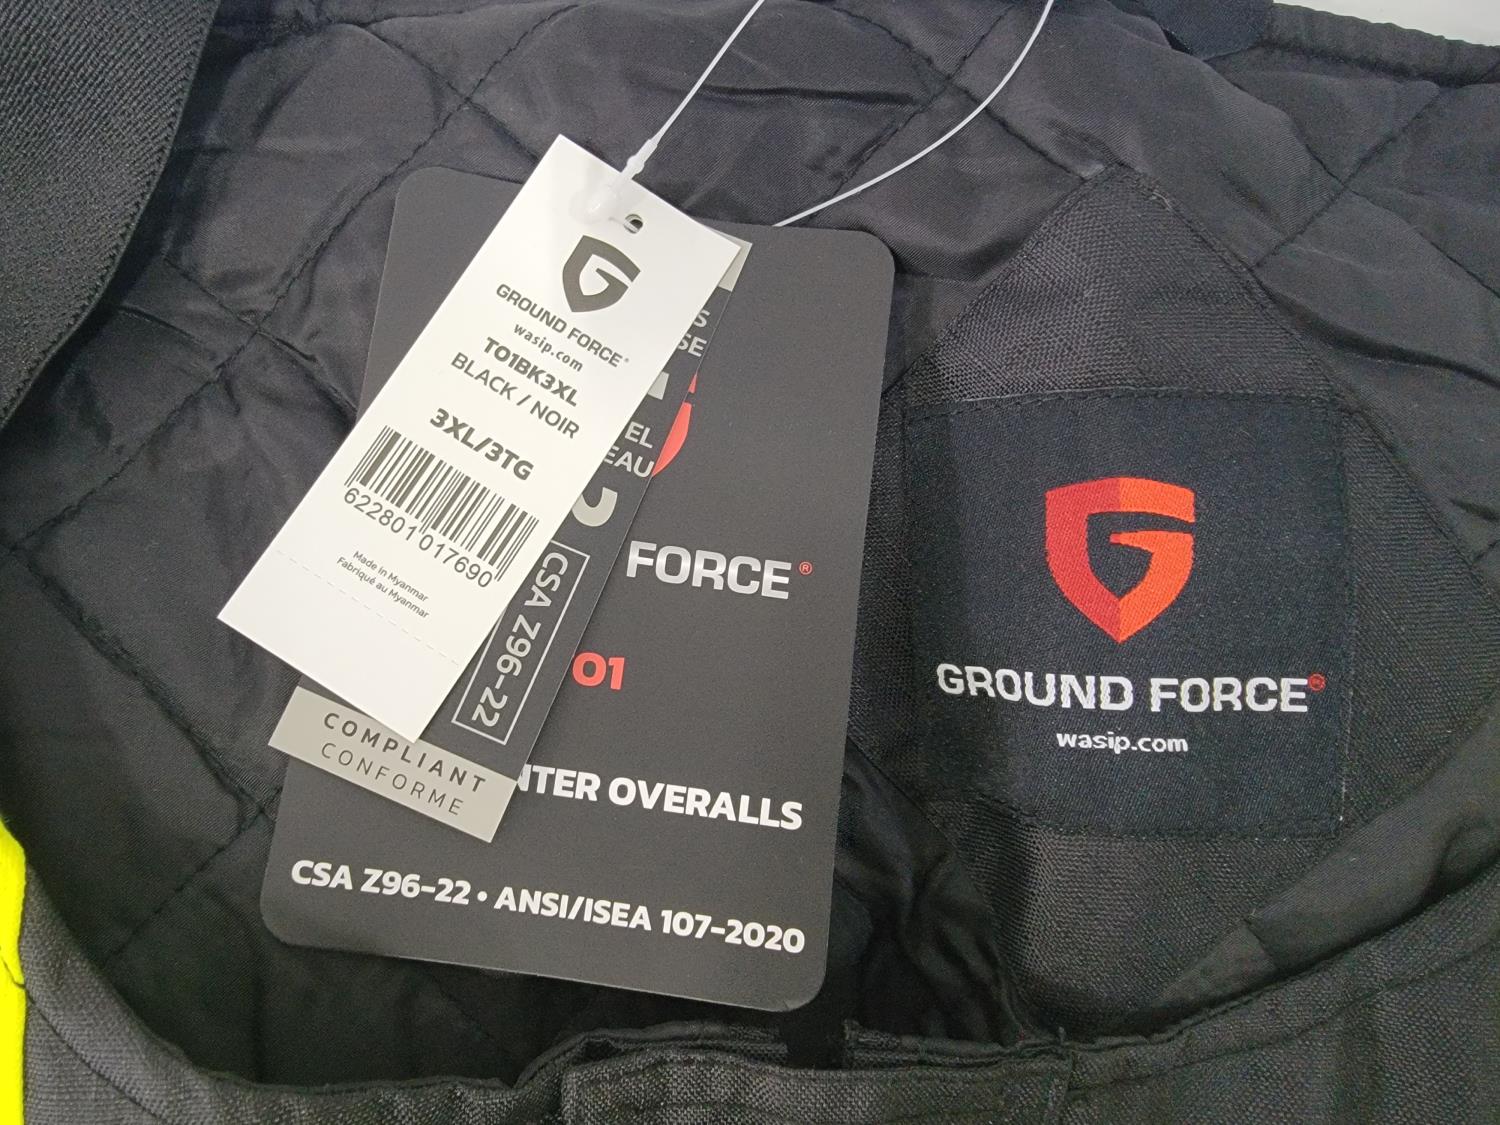 GROUND FORCE®
wasip.com
TO1BK3XL
BLACK / NOIR
3XL/3TG
622801017690
Made in Myanmar
Fabriqué au Myanmar
EL
CSA Z96-22
COMPLIANT
CONFORME
FORCE®
01
OVERALLS
CSA Z96-22 • ANSI/ISEA 107-2020
GROUND FORCE®
wasip.com